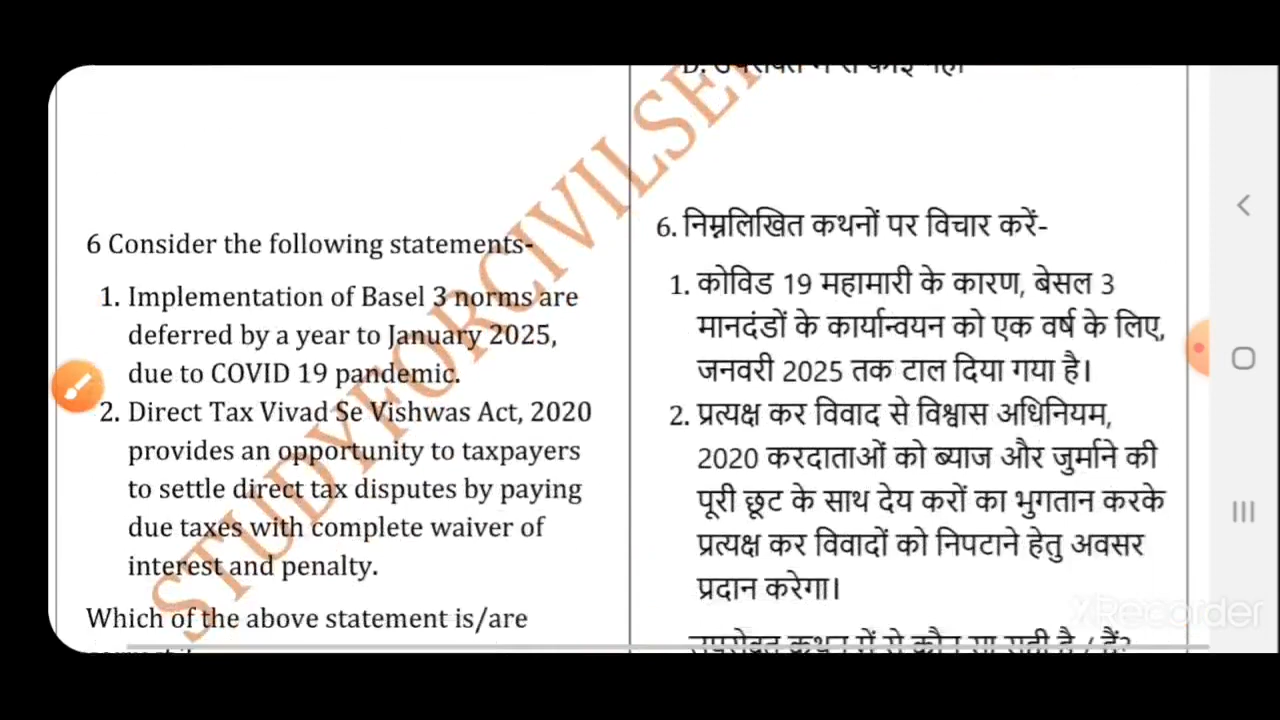 6 Consider the following statements-
1. Implementation of Basel 3 norms are
deferred by a year to January 2025,
due to COVID 19 pandemic.
2. Direct Tax Vivad Se Vishwas Act, 2020
provides an opportunity to taxpayers
to settle direct tax disputes by paying
due taxes with complete waiver of
interest and penalty.
Which of the above statement is/are
6. निम्नलिखित कथनों पर विचार करें-
1. कोविड 19 महामारी के कारण, बेसल 3
मानदंडों के कार्यान्वयन को एक वर्ष के लिए,
जनवरी 2025 तक टाल दिया गया है।
2. प्रत्यक्ष कर विवाद से विश्वास अधिनियम,
2020 करदाताओं को ब्याज और जुर्माने की
पूरी छूट के साथ देय करों का भुगतान करके
प्रत्यक्ष कर विवादों को निपटाने हेतु अवसर
प्रदान करेगा।
उपरोक्त कथन में से कौन सा सही है / हैं?
STUDYFORCIVILSE
Recorder